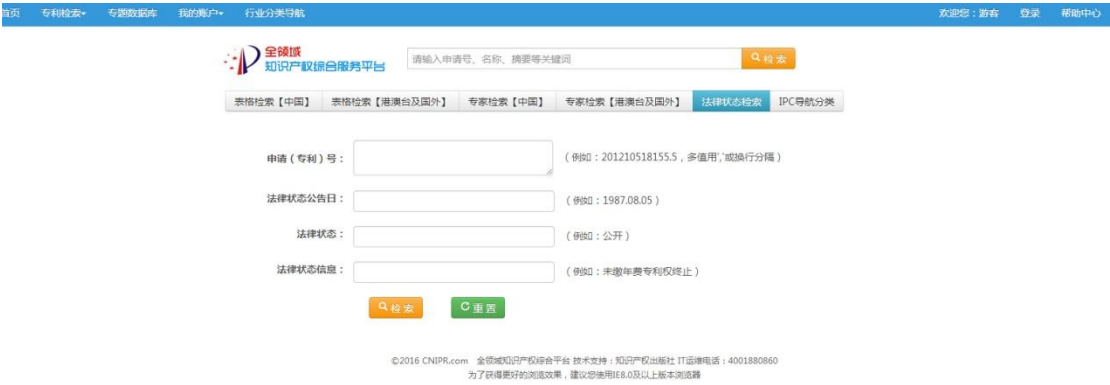 首页 专利检索 专题数据库 我的账户 行业分类导航 欢迎您：游客 登录 帮助中心
全领域
知识产权综合服务平台
请输入申请号、名称、摘要等关键词 检索
表格检索【中国】 表格检索【港澳台及国外】 专家检索【中国】 专家检索【港澳台及国外】 法律状态检索 IPC导航分类
申请（专利）号： （例如：201210518155.5，多值用','或换行分隔）
法律状态公告日： （例如：1987.08.05）
法律状态： （例如：公开）
法律状态信息： （例如：未缴年费专利权终止）
检索 重置
©2016 CNIPR.com 全领域知识产权综合平台 技术支持：知识产权出版社 IT运维电话：4001880860
为了获得更好的浏览效果，建议您使用IE8.0及以上版本浏览器